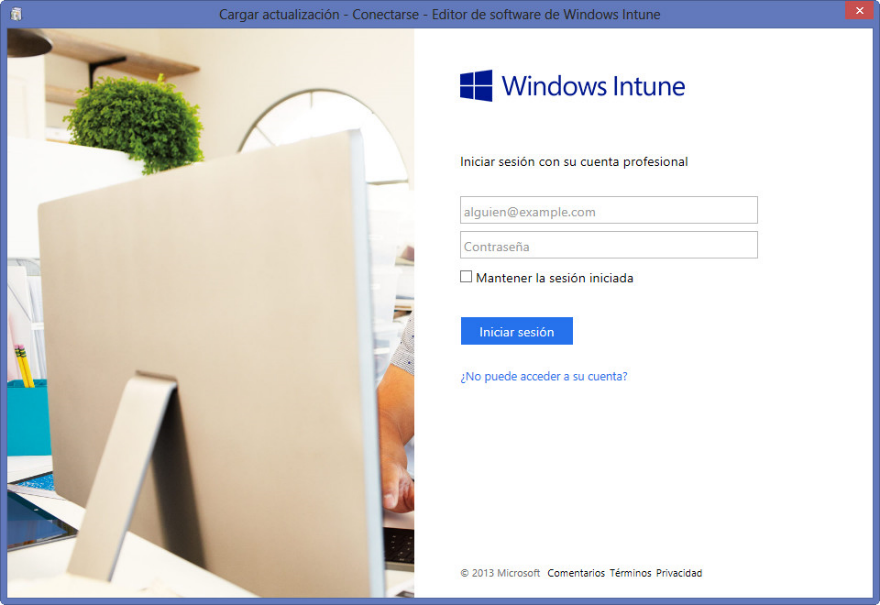 Cargar actualización - Conectarse - Editor de software de Windows Intune
Windows Intune
Iniciar sesión con su cuenta profesional
alguien@example.com
Contraseña
Mantener la sesión iniciada
Iniciar sesión
¿No puede acceder a su cuenta?
© 2013 Microsoft Comentarios Términos Privacidad